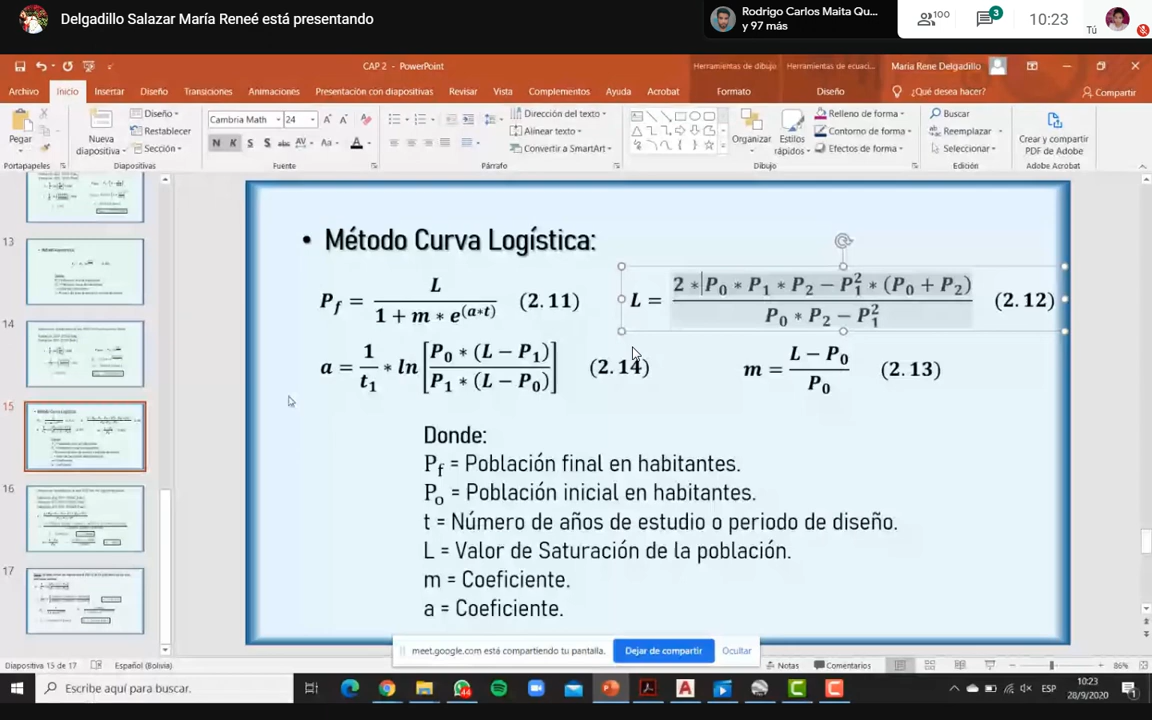 Delgadillo Salazar María Reneé está presentando
Rodrigo Carlos Maita Qu...
y 97 más
100
3
10:23
Tú
CAP 2 - PowerPoint
Herramientas de dibujo
Herramientas de ecuaci...
Maria Rene Delgadillo
Archivo Inicio Insertar Diseño Transiciones Animaciones Presentación con diapositivas Revisar Vista Complementos Ayuda Acrobat Formato Diseño ¿Qué desea hacer? Compartir
Pegar
Nueva diapositiva
Diseño
Restablecer
Sección
Cambria Math 24
N K S S abc AV Aa A
Dirección del texto
Alinear texto
Convertir a SmartArt
Organizar
Estilos rápidos
Relleno de forma
Contorno de forma
Efectos de forma
Buscar
Reemplazar
Seleccionar
Crear y compartir PDF de Adobe
Portapapeles Diapositivas Fuente Párrafo Dibujo Edición Adobe Acrobat
13
14
15
16
17
• Método Curva Logística:
P_f = L / (1 + m * e^(a*t)) (2.11)
L = (2 * P_0 * P_1 * P_2 − P_1^2 * (P_0 + P_2)) / (P_0 * P_2 − P_1^2) (2.12)
a = 1/t_1 * ln [P_0 * (L − P_1) / P_1 * (L − P_0)] (2.14)
m = (L − P_0) / P_0 (2.13)
Donde:
P_f = Población final en habitantes.
P_o = Población inicial en habitantes.
t = Número de años de estudio o periodo de diseño.
L = Valor de Saturación de la población.
m = Coeficiente.
a = Coeficiente.
meet.google.com está compartiendo tu pantalla.
Dejar de compartir
Ocultar
Diapositiva 15 de 17
Español (Bolivia)
Notas
Comentarios
86%
Escribe aquí para buscar.
44
ESP
10:23
28/9/2020
1